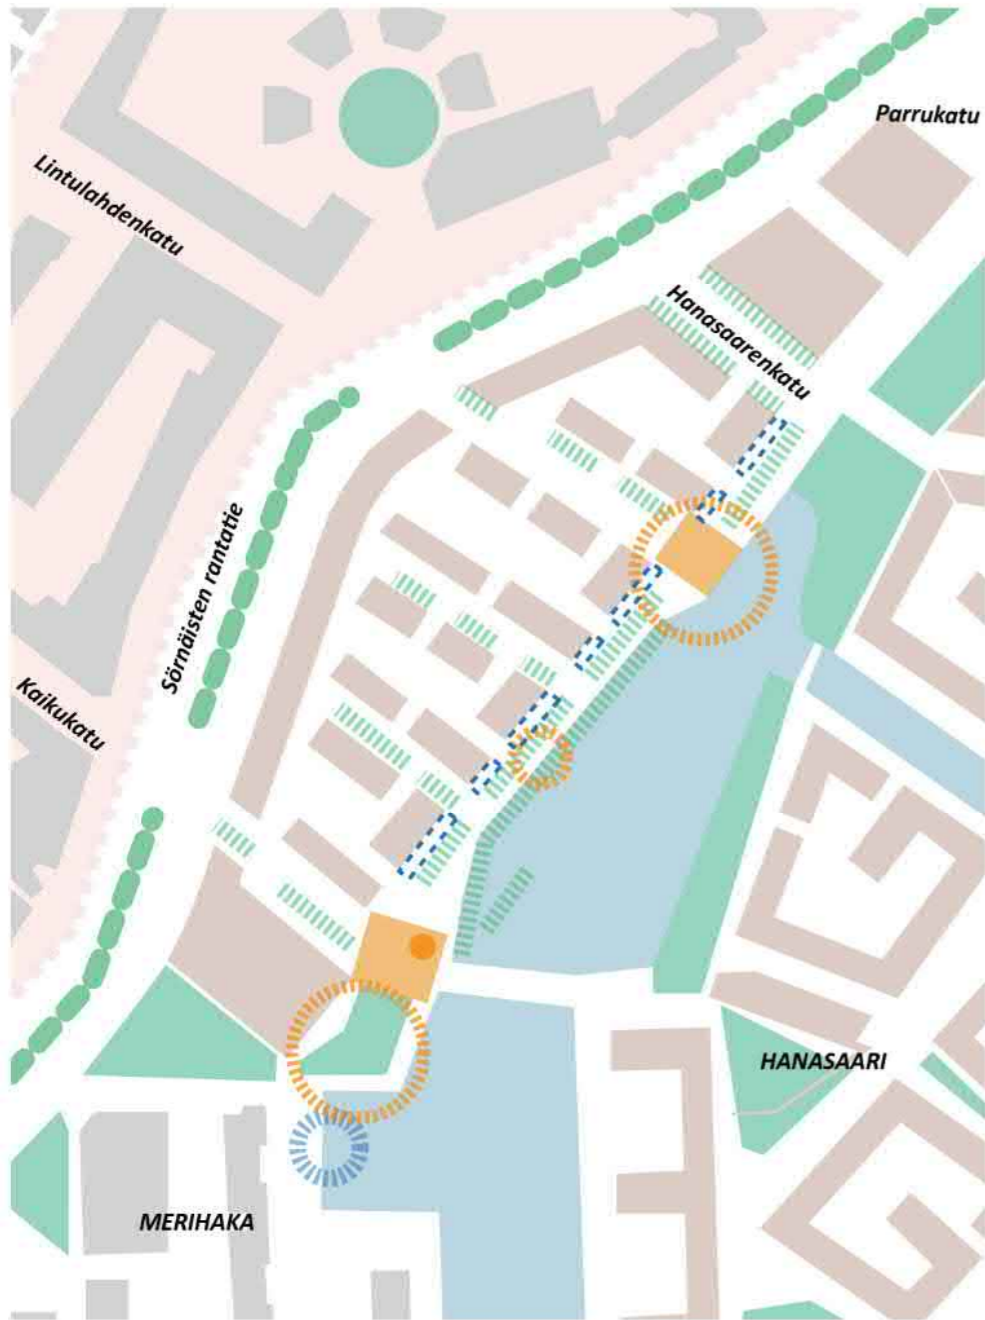 Parrukatu
Lintulahdenkatu
Hanasaarenkatu
Sörnäisten rantatie
Kaikukatu
HANASAARI
MERIHAKA